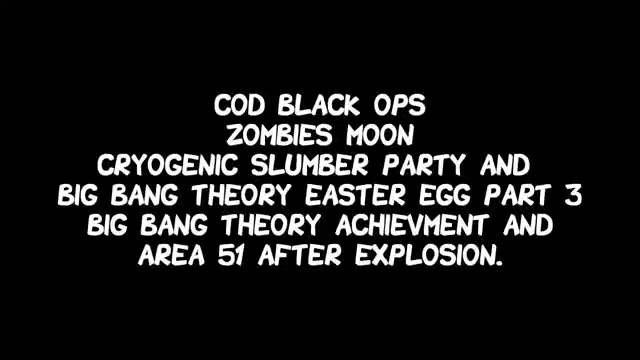 COD BLACK OPS
ZOMBIES MOON
CRYOGENIC SLUMBER PARTY AND
BIG BANG THEORY EASTER EGG PART 3
BIG BANG THEORY ACHIEVMENT AND
AREA 51 AFTER EXPLOSION.